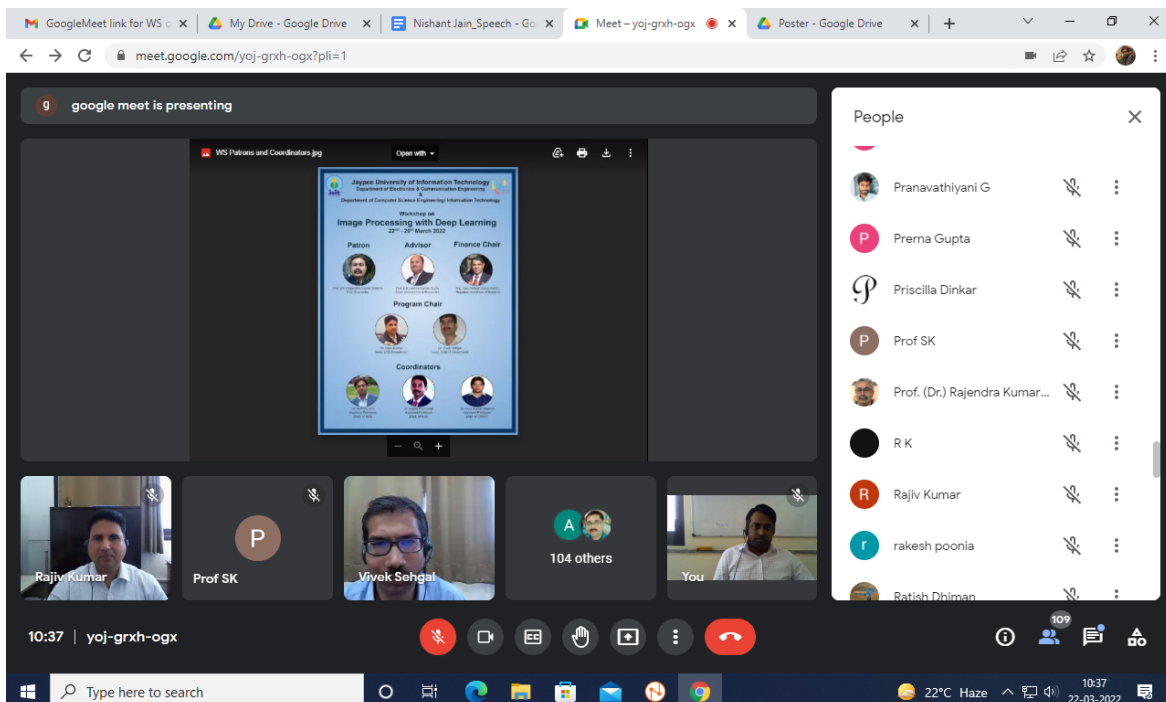 GoogleMeet link for WS
My Drive - Google Drive
Nishant Jain_Speech - Go
Meet – yoj-grxh-ogx
Poster - Google Drive
meet.google.com/yoj-grxh-ogx?pli=1
g google meet is presenting
WS Patrons and Coordinators.jpg
Open with
Jaypee University of Information Technology
Department of Electronics & Communication Engineering
&
Department of Computer Science Engineering/ Information Technology
Workshop on
Image Processing with Deep Learning
22nd - 26th March 2022
Patron Advisor Finance Chair
Program Chair
Coordinators
Rajiv Kumar
P
Prof SK
Vivek Sehgal
A
104 others
You
People
Pranavathiyani G
P Prerna Gupta
P Priscilla Dinkar
P Prof SK
Prof. (Dr.) Rajendra Kumar...
R K
R Rajiv Kumar
r rakesh poonia
Ratish Dhiman
10:37 | yoj-grxh-ogx
CC
109
Type here to search
22°C Haze
10:37
22-03-2022